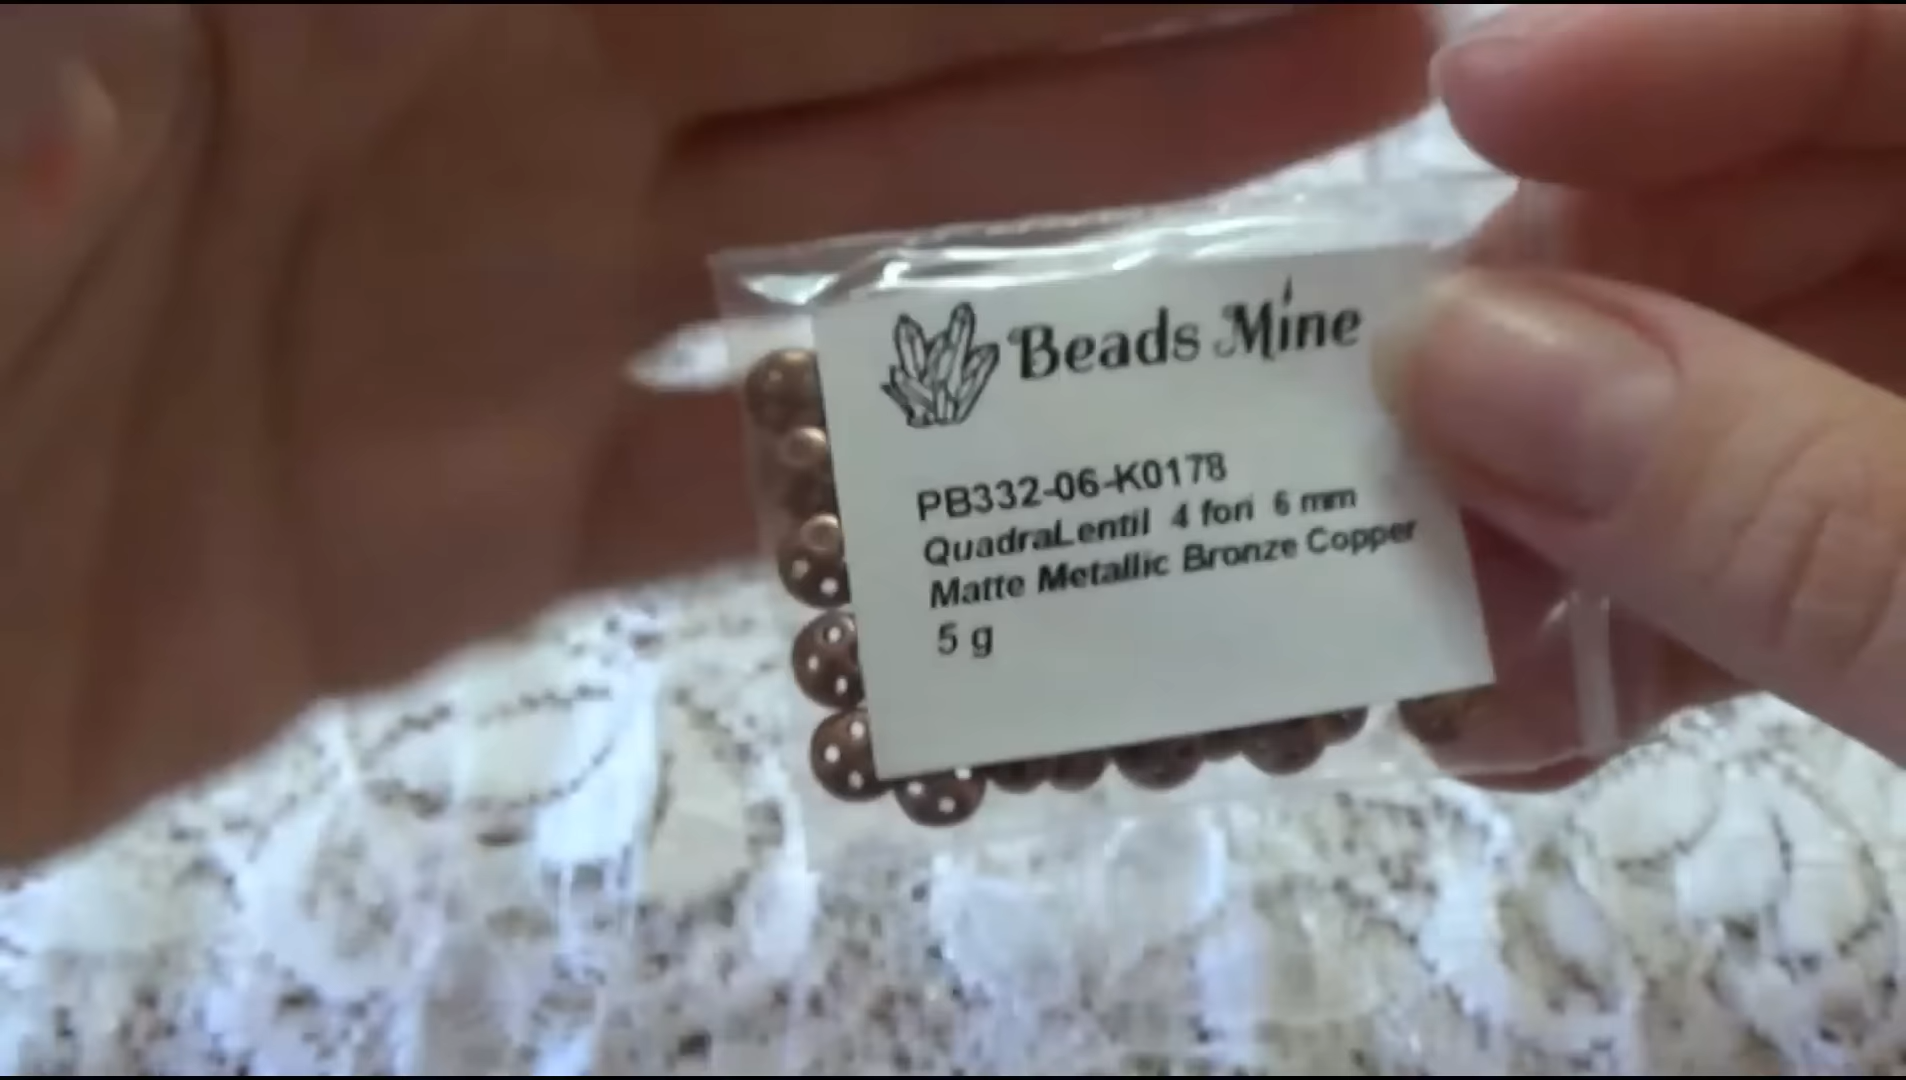 Beads Mine
PB332-06-K0178
QuadraLentil 4 fori 6 mm
Matte Metallic Bronze Copper
5 g